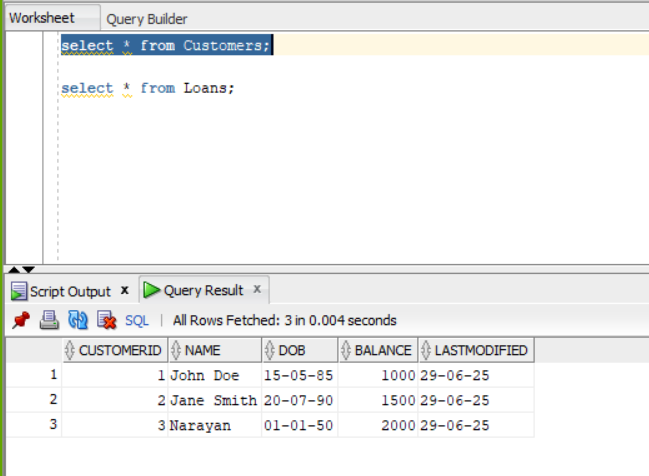 Worksheet Query Builder
select * from Customers;
select * from Loans;
Script Output x Query Result x
SQL | All Rows Fetched: 3 in 0.004 seconds
CUSTOMERID NAME DOB BALANCE LASTMODIFIED
1 1 John Doe 15-05-85 1000 29-06-25
2 2 Jane Smith 20-07-90 1500 29-06-25
3 3 Narayan 01-01-50 2000 29-06-25